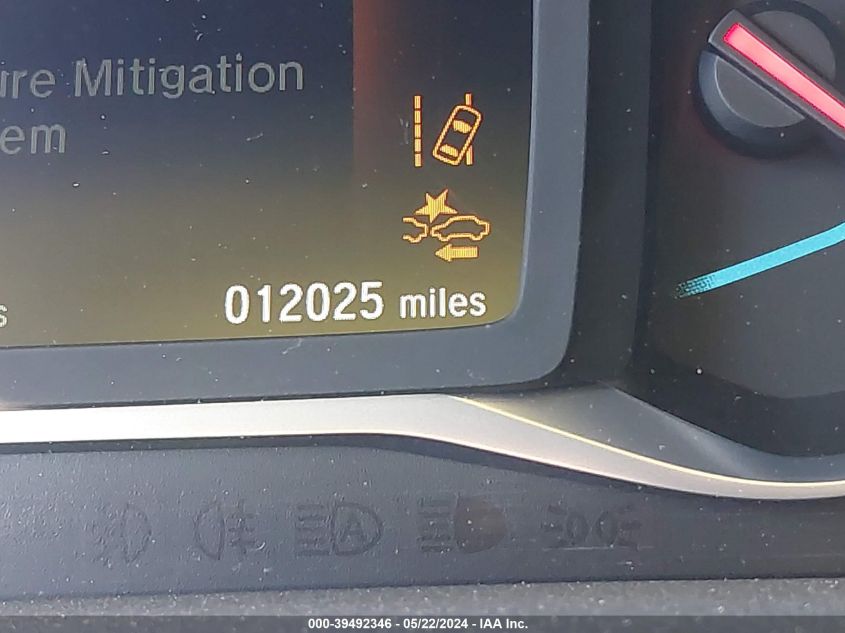 ure Mitigation
em
s
012025 miles
A
000-39492346 - 05/22/2024 - IAA Inc.